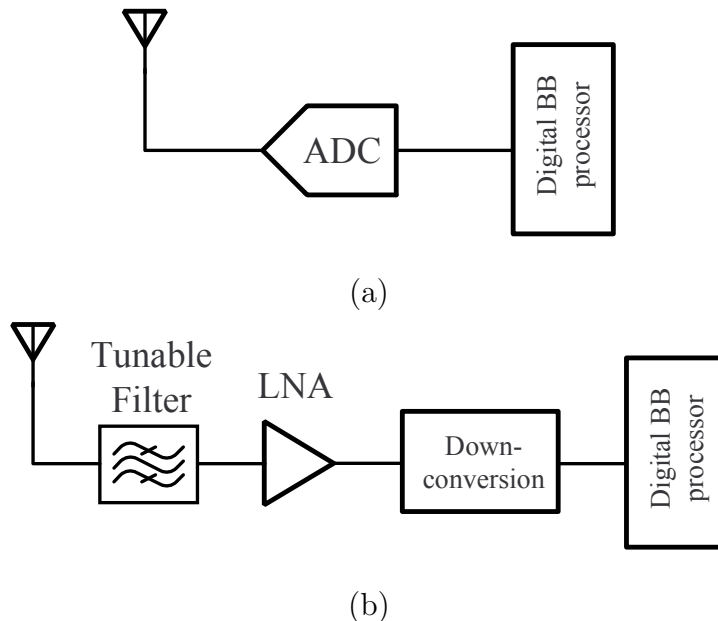 ADC
Digital BB
processor
(a)
Tunable
Filter
LNA
Down-
conversion
Digital BB
processor
(b)